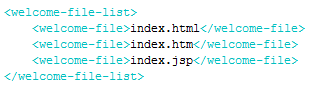 <welcome-file-list>
    <welcome-file>index.html</welcome-file>
    <welcome-file>index.htm</welcome-file>
    <welcome-file>index.jsp</welcome-file>
</welcome-file-list>